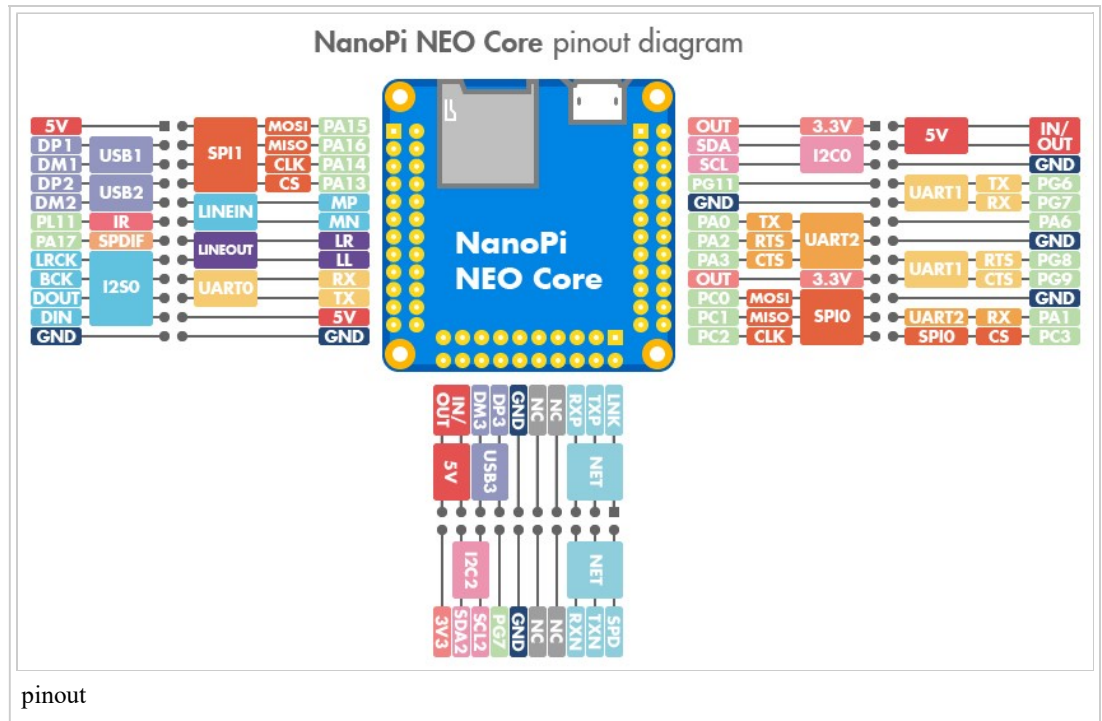 NanoPi NEO Core pinout diagram
5V MOSI PA15
DP1 USB1 SPI1 MISO PA16
DM1 CLK PA14
DP2 USB2 CS PA13
DM2 LINEIN MP
PL11 IR MN
PA17 SPDIF LINEOUT LR
LRCK I2S0 LL
BCK UART0 RX
DOUT TX
DIN 5V
GND GND
NanoPi
NEO Core
OUT 3.3V 5V IN/
OUT
SDA I2C0
SCL GND
PG11 UART1 TX PG6
GND RX PG7
PA0 TX UART2 PA6
PA2 RTS GND
PA3 CTS UART1 RTS PG8
OUT 3.3V CTS PG9
PC0 MOSI SPI0 GND
PC1 MISO UART2 RX PA1
PC2 CLK SPI0 CS PC3
IN/
OUT DM3 DP3 GND NC NC RXP TXP LNK
5V USB3 NET
I2C2 NET
3V3 SDA2 SCL2 PG7 GND NC NC RXN TXN SPD
pinout